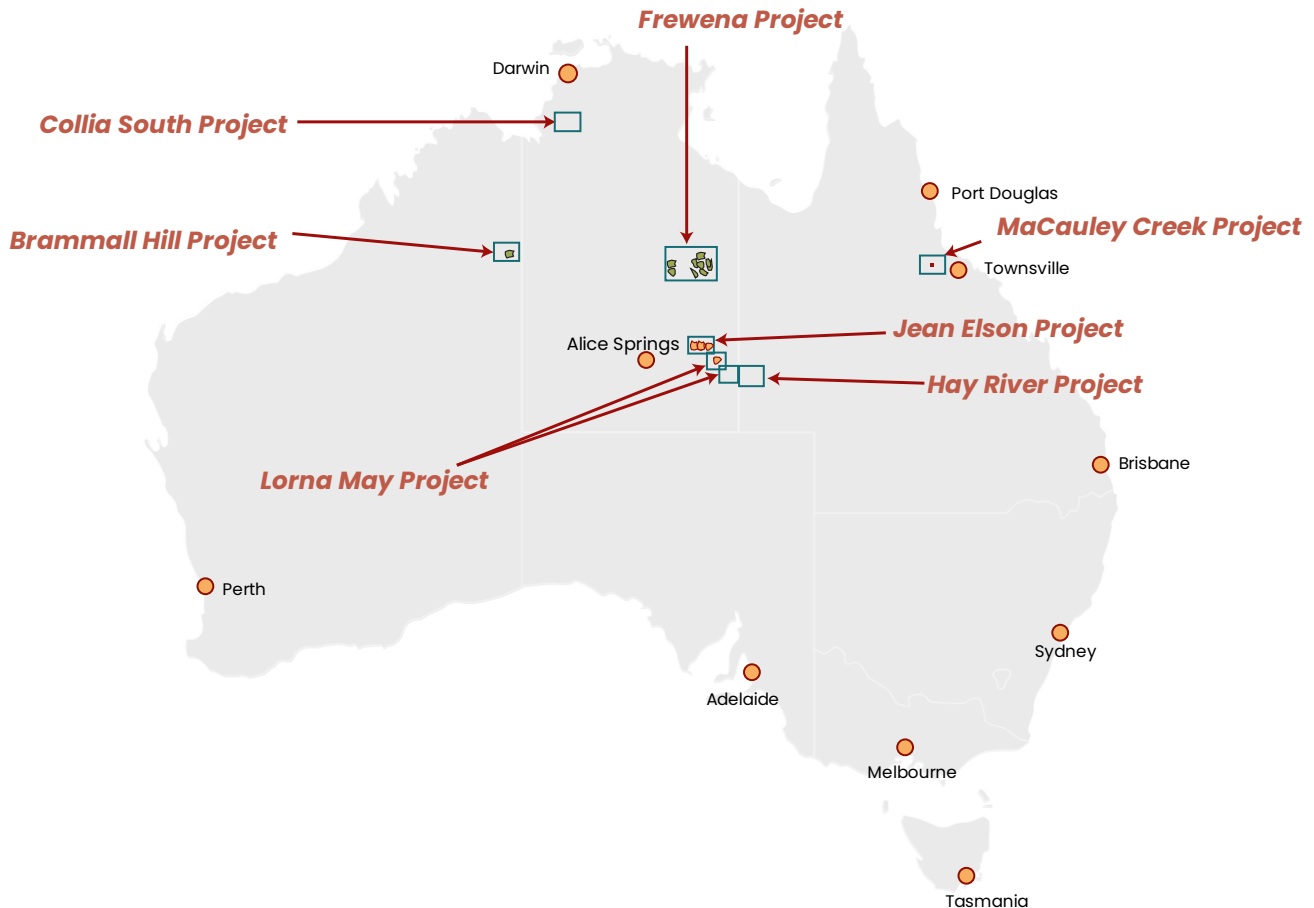 Frewena Project
Darwin
Collia South Project
Port Douglas
MaCauley Creek Project
Brammall Hill Project
Townsville
Jean Elson Project
Alice Springs
Hay River Project
Brisbane
Lorna May Project
Perth
Sydney
Adelaide
Melbourne
Tasmania